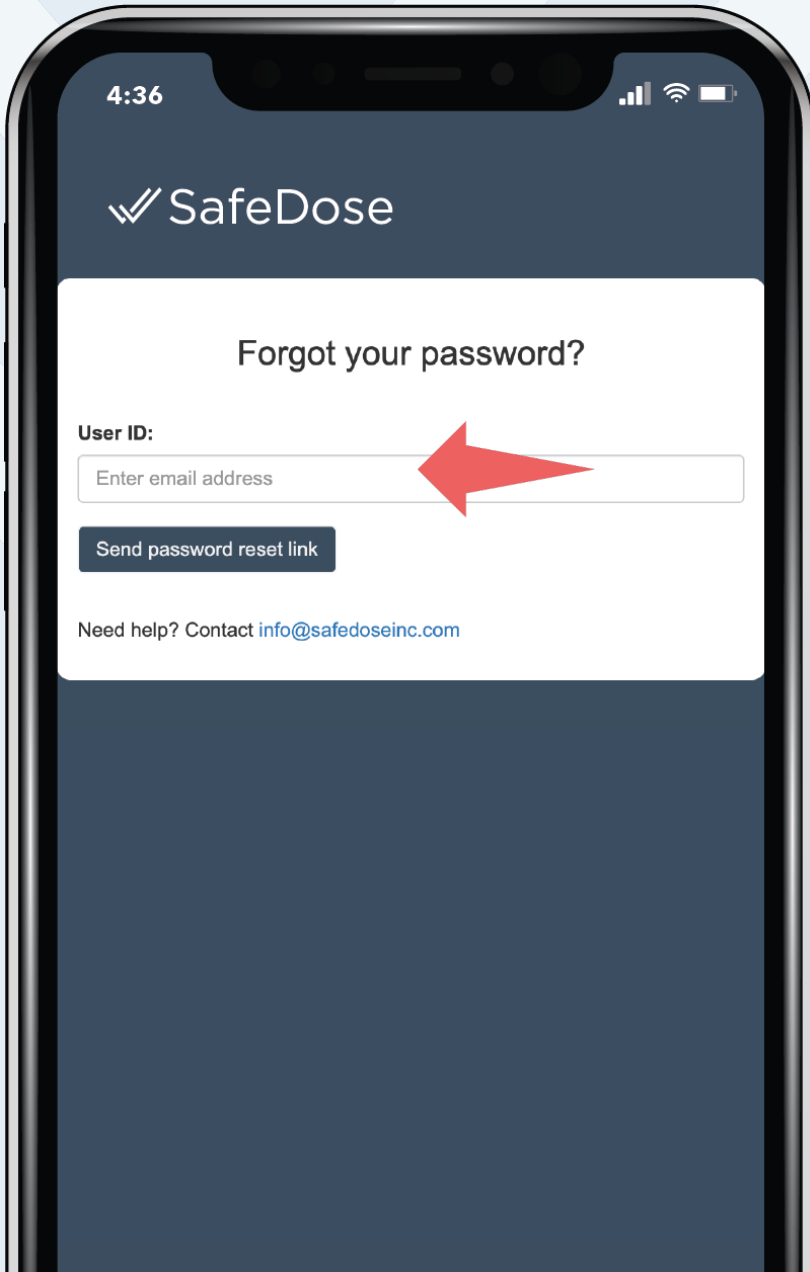 4:36
SafeDose
Forgot your password?
User ID:
Enter email address
Send password reset link
Need help? Contact info@safedoseinc.com